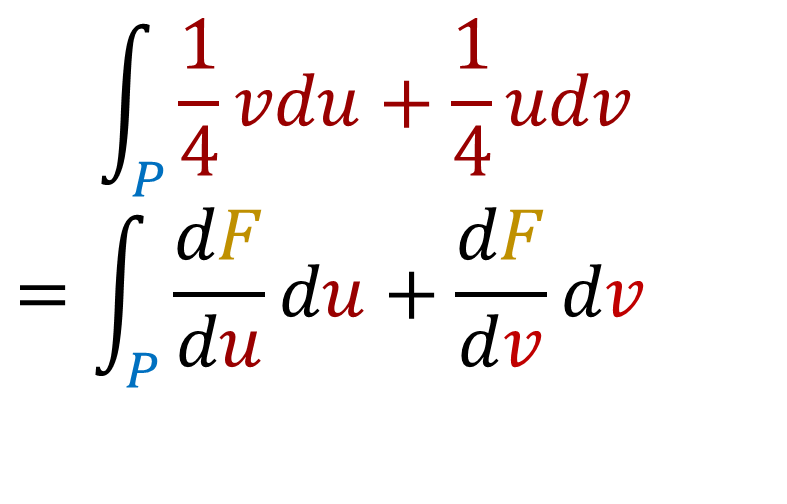 ∫_P 1/4 vdu + 1/4 udv
= ∫_P dF/du du + dF/dv dv